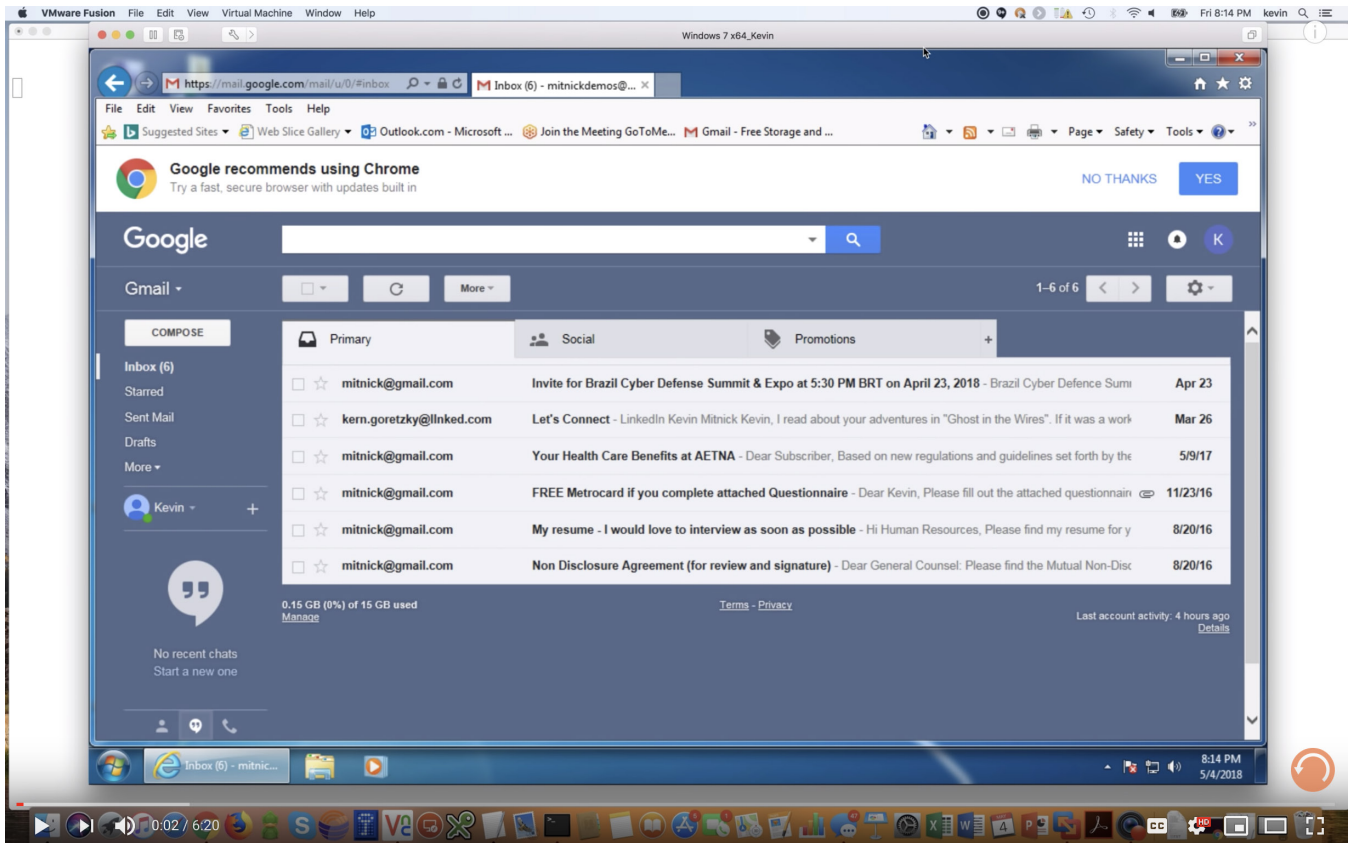 VMware Fusion File Edit View Virtual Machine Window Help Fri 8:14 PM kevin
Windows 7 x64_Kevin
https://mail.google.com/mail/u/0/#inbox Inbox (6) - mitnickdemos@...
File Edit View Favorites Tools Help
Suggested Sites Web Slice Gallery Outlook.com - Microsoft ... Join the Meeting GoToMe... Gmail - Free Storage and ... Page Safety Tools
Google recommends using Chrome
Try a fast, secure browser with updates built in
NO THANKS YES
Google K
Gmail More 1–6 of 6
COMPOSE Primary Social Promotions +
Inbox (6)
Starred
Sent Mail
Drafts
More
Kevin +
mitnick@gmail.com Invite for Brazil Cyber Defense Summit & Expo at 5:30 PM BRT on April 23, 2018 - Brazil Cyber Defence Sum Apr 23
kern.goretzky@llnked.com Let's Connect - LinkedIn Kevin Mitnick Kevin, I read about your adventures in "Ghost in the Wires". If it was a work Mar 26
mitnick@gmail.com Your Health Care Benefits at AETNA - Dear Subscriber, Based on new regulations and guidelines set forth by the 5/9/17
mitnick@gmail.com FREE Metrocard if you complete attached Questionnaire - Dear Kevin, Please fill out the attached questionnair 11/23/16
mitnick@gmail.com My resume - I would love to interview as soon as possible - Hi Human Resources, Please find my resume for y 8/20/16
mitnick@gmail.com Non Disclosure Agreement (for review and signature) - Dear General Counsel: Please find the Mutual Non-Disc 8/20/16
0.15 GB (0%) of 15 GB used
Manage
Terms - Privacy
Last account activity: 4 hours ago
Details
No recent chats
Start a new one
Inbox (6) - mitnic...
8:14 PM
5/4/2018
0:02 / 6:20
CC HD